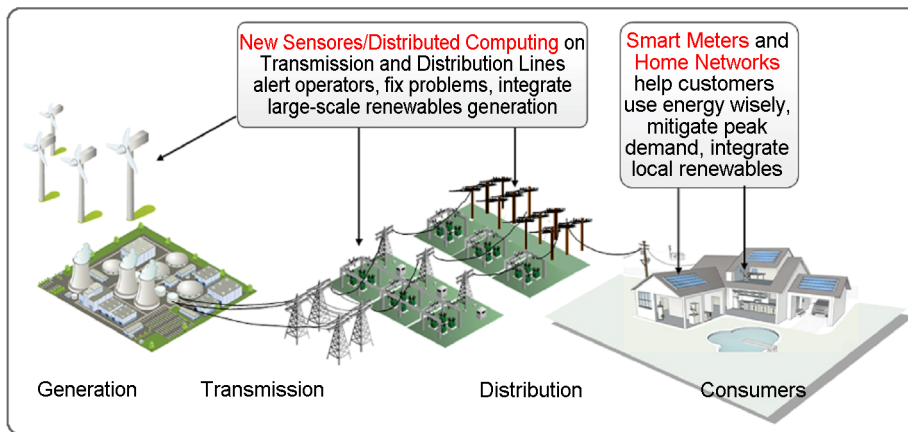 New Sensores/Distributed Computing on
Transmission and Distribution Lines
alert operators, fix problems, integrate
large-scale renewables generation
Smart Meters and
Home Networks
help customers
use energy wisely,
mitigate peak
demand, integrate
local renewables
Generation
Transmission
Distribution
Consumers